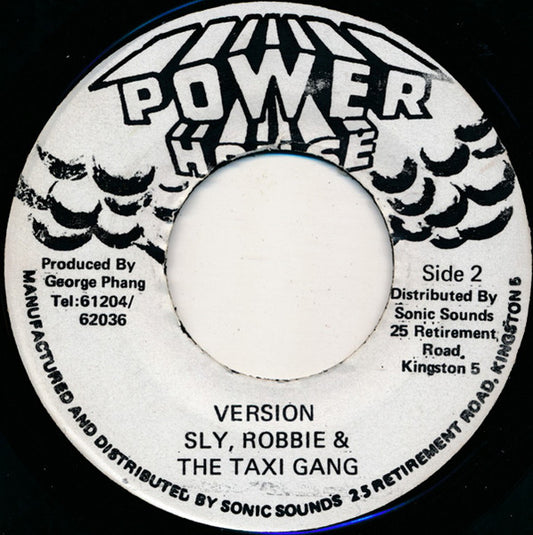 POWER
HOUSE
Produced By
George Phang
Tel:61204/
62036
Side 2
Distributed By
Sonic Sounds
25 Retirement
Road,
Kingston 5
VERSION
SLY, ROBBIE &
THE TAXI GANG
MANUFACTURED AND DISTRIBUTED BY SONIC SOUNDS 25 RETIREMENT ROAD, KINGSTON 5